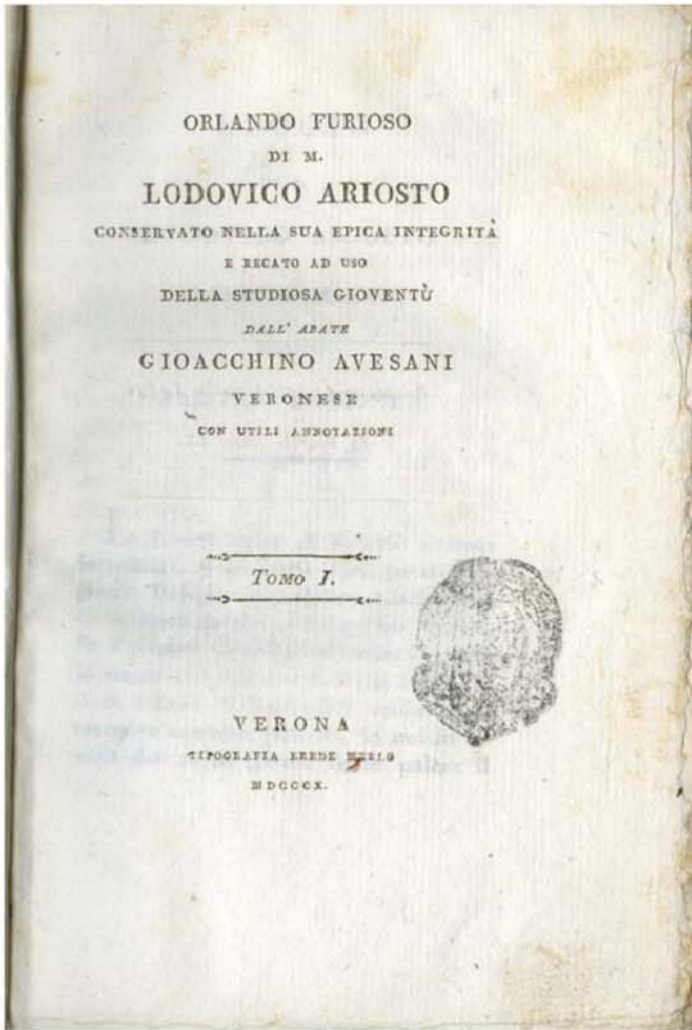 ORLANDO FURIOSO
DI M.
LODOVICO ARIOSTO
CONSERVATO NELLA SUA EPICA INTEGRITÀ
E RECATO AD USO
DELLA STUDIOSA GIOVENTÙ
DALL' ABATE
GIOACCHINO AVESANI
VERONESE
CON UTILI ANNOTAZIONI
TOMO I.
VERONA
TIPOGRAFIA EREDE MERLO
MDCCCX.